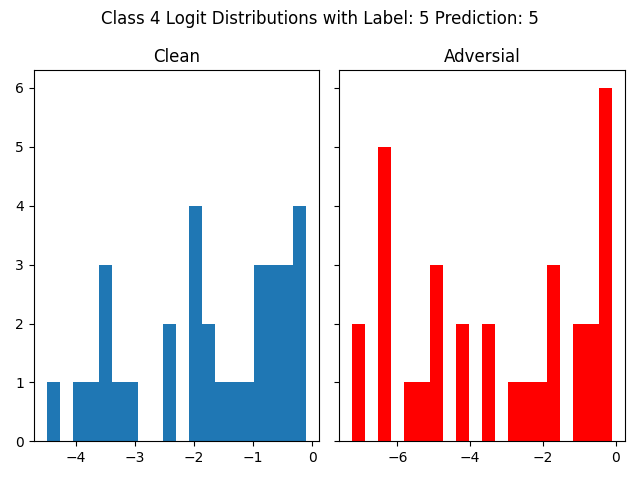 Class 4 Logit Distributions with Label: 5 Prediction: 5
Clean
Adversial
6
5
4
3
2
1
0
−4 −3 −2 −1 0
−6 −4 −2 0